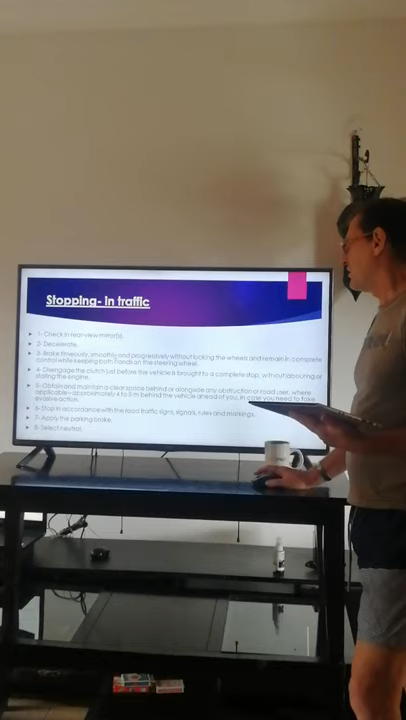 Stopping- in traffic
1- Check in rear-view mirror(s).
2- Decelerate.
3- Brake timeously, smoothly and progressively without locking the wheels and remain in complete
control while keeping both hands on the steering wheel.
4- Disengage the clutch just before the vehicle is brought to a complete stop, without labouring or
stalling the engine.
5- Obtain and maintain a clear space behind or alongside any obstruction or road user, where
applicable – approximately 4 to 5 m behind the vehicle ahead of you, in case you need to take
evasive action.
6- Stop in accordance with the road traffic signs, signals, rules and markings.
7- Apply the parking brake.
8- Select neutral.